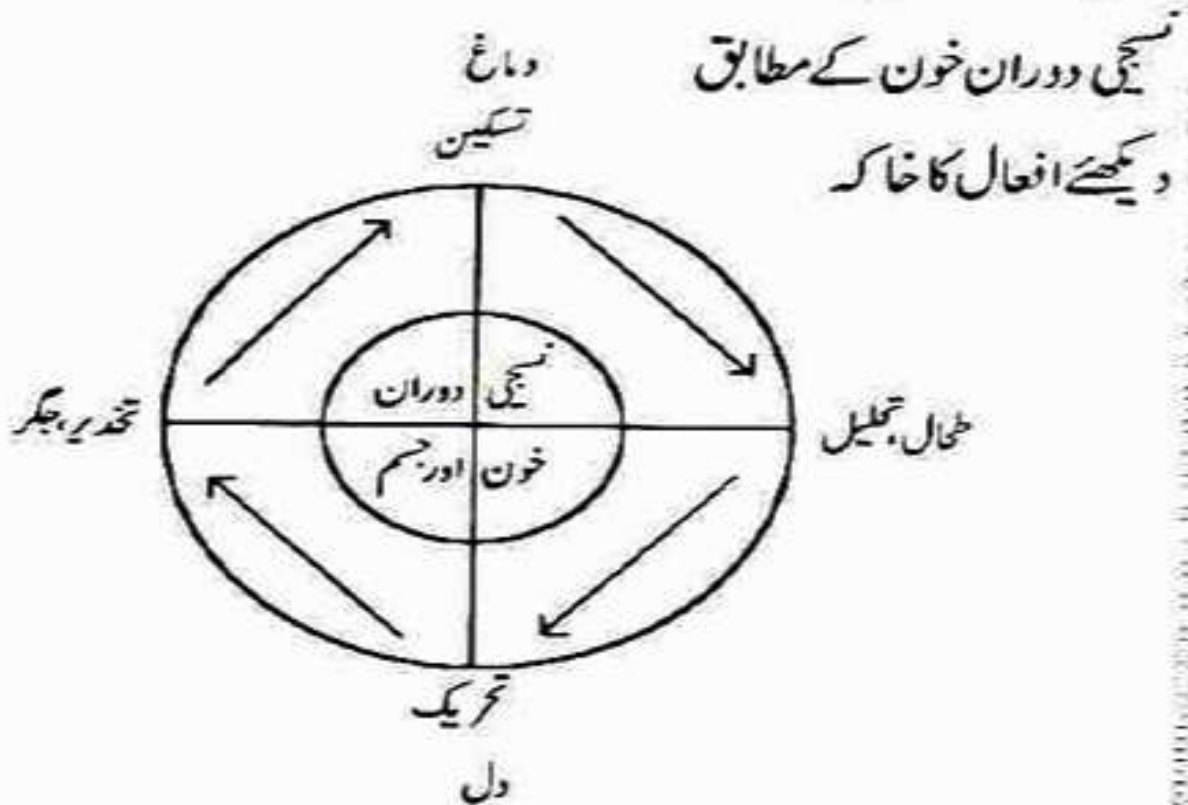 نسیجی دوران خون کے مطابق
دیکھئے افعال کا خاکہ
دماغ
تسکین
طحال، تحلیل
تخدیر، جگر
نسیجی دوران
خون اور جسم
تحریک
دل